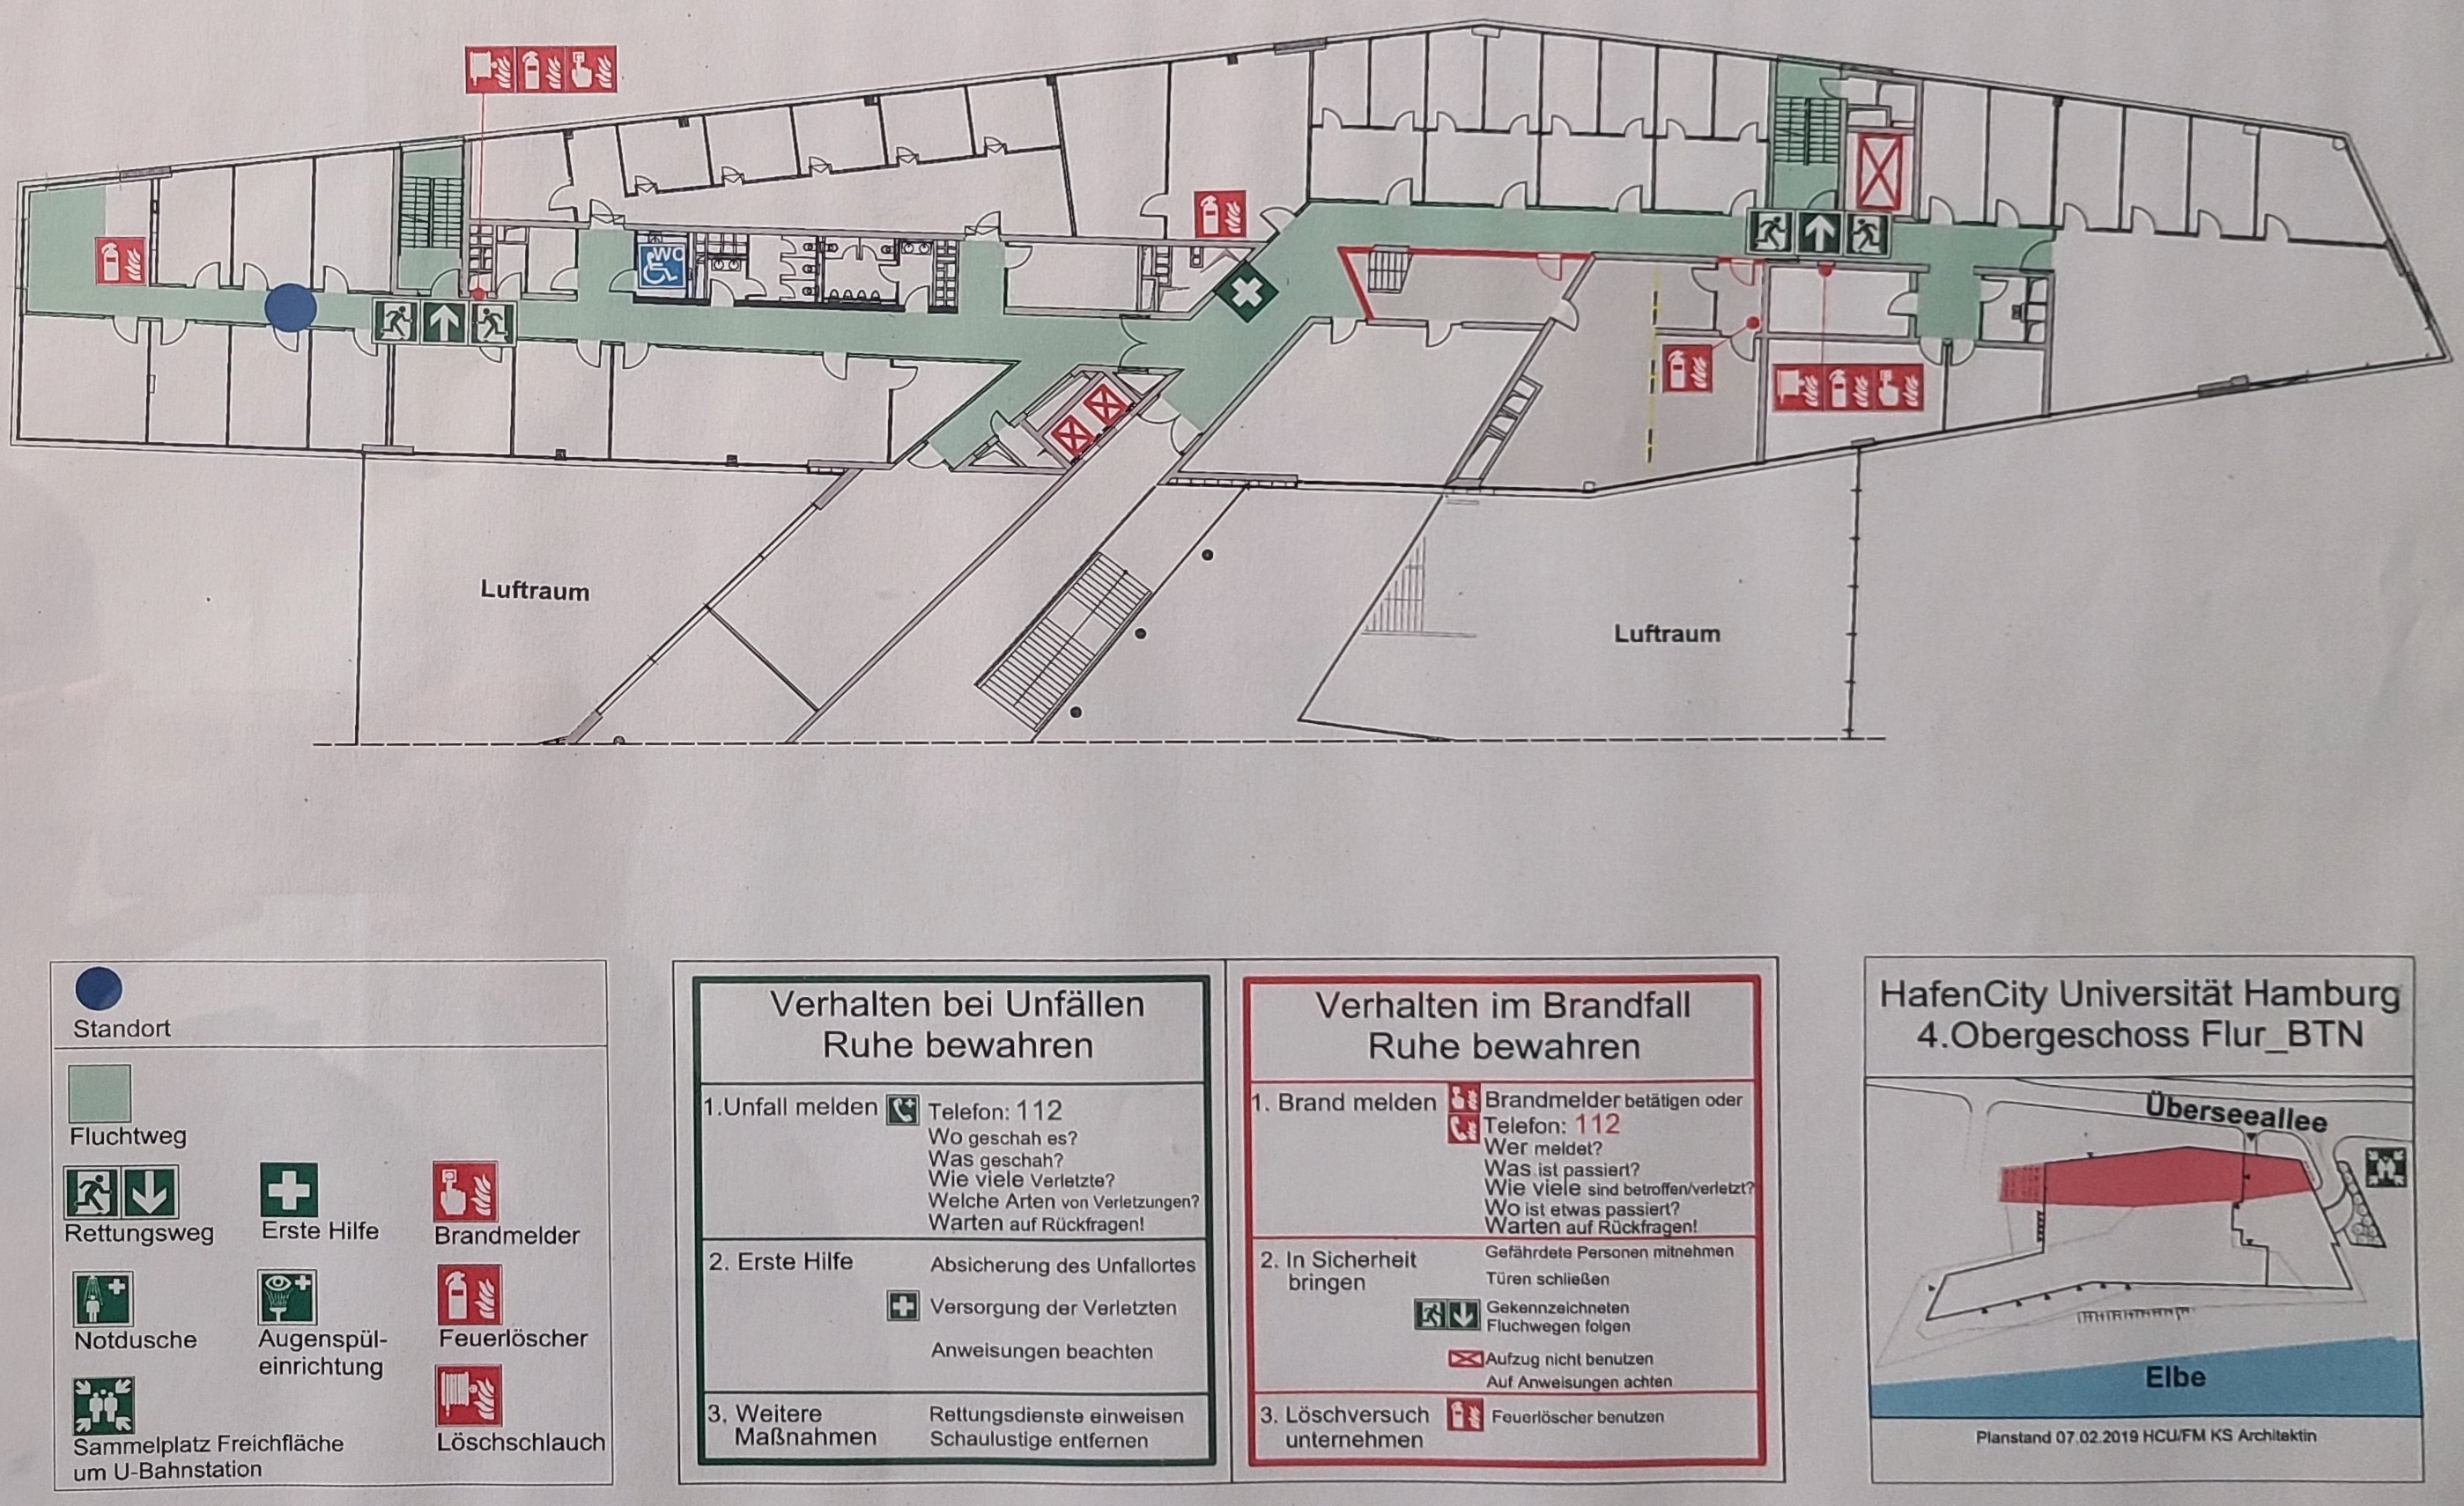 WC
Luftraum
Luftraum
Standort
Fluchtweg
Rettungsweg
Erste Hilfe
Brandmelder
Notdusche
Augenspül-
einrichtung
Feuerlöscher
Sammelplatz Freichfläche
um U-Bahnstation
Löschschlauch
Verhalten bei Unfällen
Ruhe bewahren
1.Unfall melden
Telefon: 112
Wo geschah es?
Was geschah?
Wie viele Verletzte?
Welche Arten von Verletzungen?
Warten auf Rückfragen!
2. Erste Hilfe
Absicherung des Unfallortes
Versorgung der Verletzten
Anweisungen beachten
3. Weitere
Maßnahmen
Rettungsdienste einweisen
Schaulustige entfernen
Verhalten im Brandfall
Ruhe bewahren
1. Brand melden
Brandmelder betätigen oder
Telefon: 112
Wer meldet?
Was ist passiert?
Wie viele sind betroffen/verletzt?
Wo ist etwas passiert?
Warten auf Rückfragen!
2. In Sicherheit
bringen
Gefährdete Personen mitnehmen
Türen schließen
Gekennzeichneten
Fluchwegen folgen
Aufzug nicht benutzen
Auf Anweisungen achten
3. Löschversuch
unternehmen
Feuerlöscher benutzen
HafenCity Universität Hamburg
4.Obergeschoss Flur_BTN
Überseeallee
Elbe
Planstand 07.02.2019 HCU/FM KS Architektin